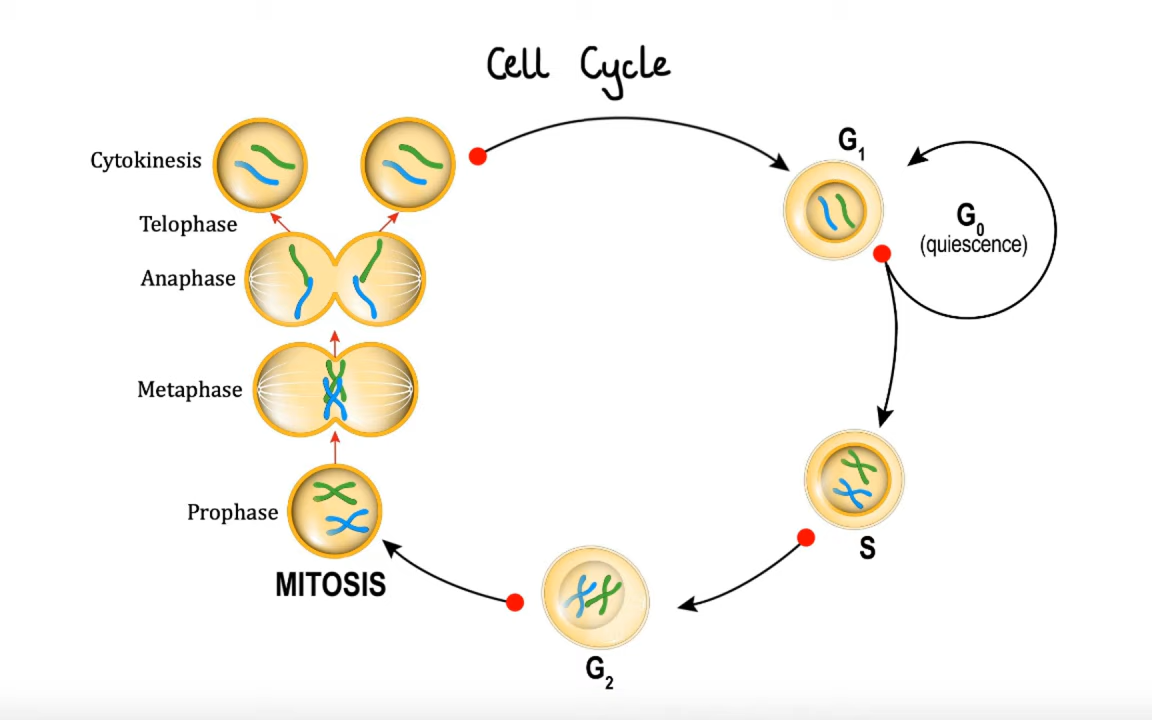 Cell Cycle
Cytokinesis
Telophase
Anaphase
Metaphase
Prophase
MITOSIS
G₁
G₀
(quiescence)
S
G₂